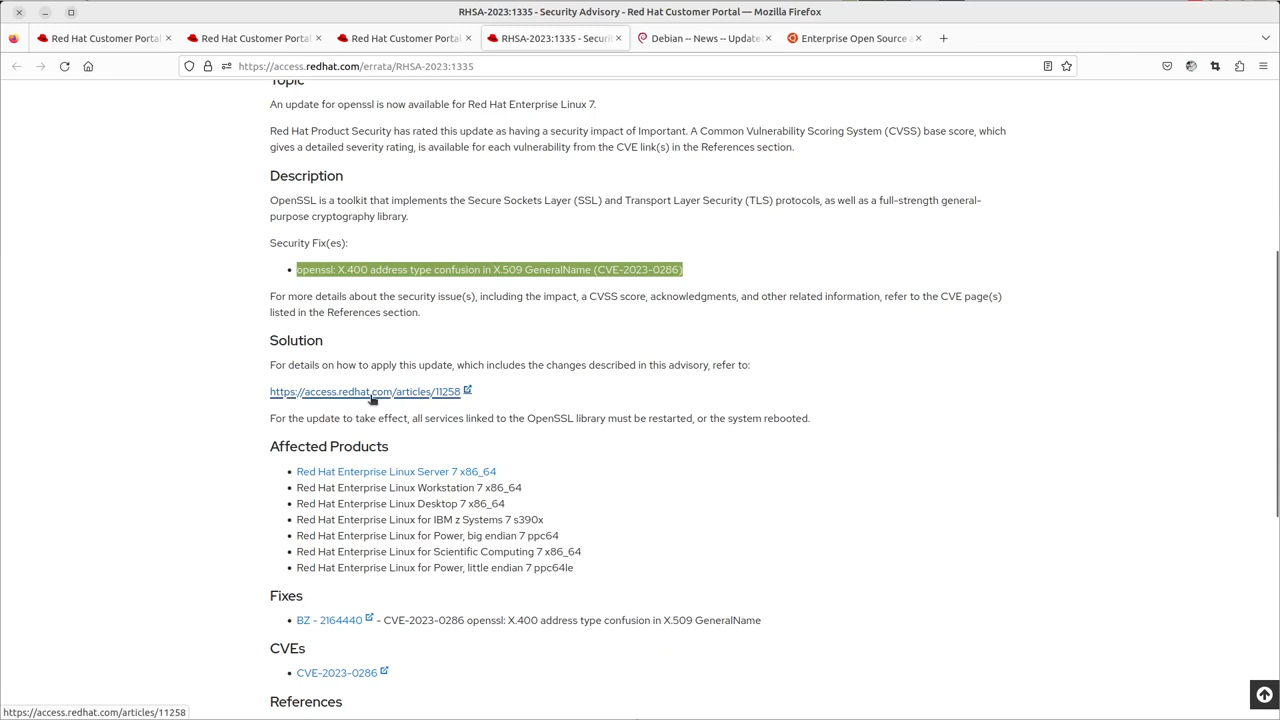 RHSA-2023:1335 - Security Advisory - Red Hat Customer Portal — Mozilla Firefox
Red Hat Customer Portal
Red Hat Customer Portal
Red Hat Customer Portal
RHSA-2023:1335 - Securi
Debian -- News -- Update
Enterprise Open Source a
https://access.redhat.com/errata/RHSA-2023:1335
Topic
An update for openssl is now available for Red Hat Enterprise Linux 7.
Red Hat Product Security has rated this update as having a security impact of Important. A Common Vulnerability Scoring System (CVSS) base score, which
gives a detailed severity rating, is available for each vulnerability from the CVE link(s) in the References section.
Description
OpenSSL is a toolkit that implements the Secure Sockets Layer (SSL) and Transport Layer Security (TLS) protocols, as well as a full-strength general-
purpose cryptography library.
Security Fix(es):
• openssl: X.400 address type confusion in X.509 GeneralName (CVE-2023-0286)
For more details about the security issue(s), including the impact, a CVSS score, acknowledgments, and other related information, refer to the CVE page(s)
listed in the References section.
Solution
For details on how to apply this update, which includes the changes described in this advisory, refer to:
https://access.redhat.com/articles/11258
For the update to take effect, all services linked to the OpenSSL library must be restarted, or the system rebooted.
Affected Products
• Red Hat Enterprise Linux Server 7 x86_64
• Red Hat Enterprise Linux Workstation 7 x86_64
• Red Hat Enterprise Linux Desktop 7 x86_64
• Red Hat Enterprise Linux for IBM z Systems 7 s390x
• Red Hat Enterprise Linux for Power, big endian 7 ppc64
• Red Hat Enterprise Linux for Scientific Computing 7 x86_64
• Red Hat Enterprise Linux for Power, little endian 7 ppc64le
Fixes
• BZ - 2164440 - CVE-2023-0286 openssl: X.400 address type confusion in X.509 GeneralName
CVEs
• CVE-2023-0286
References
https://access.redhat.com/articles/11258